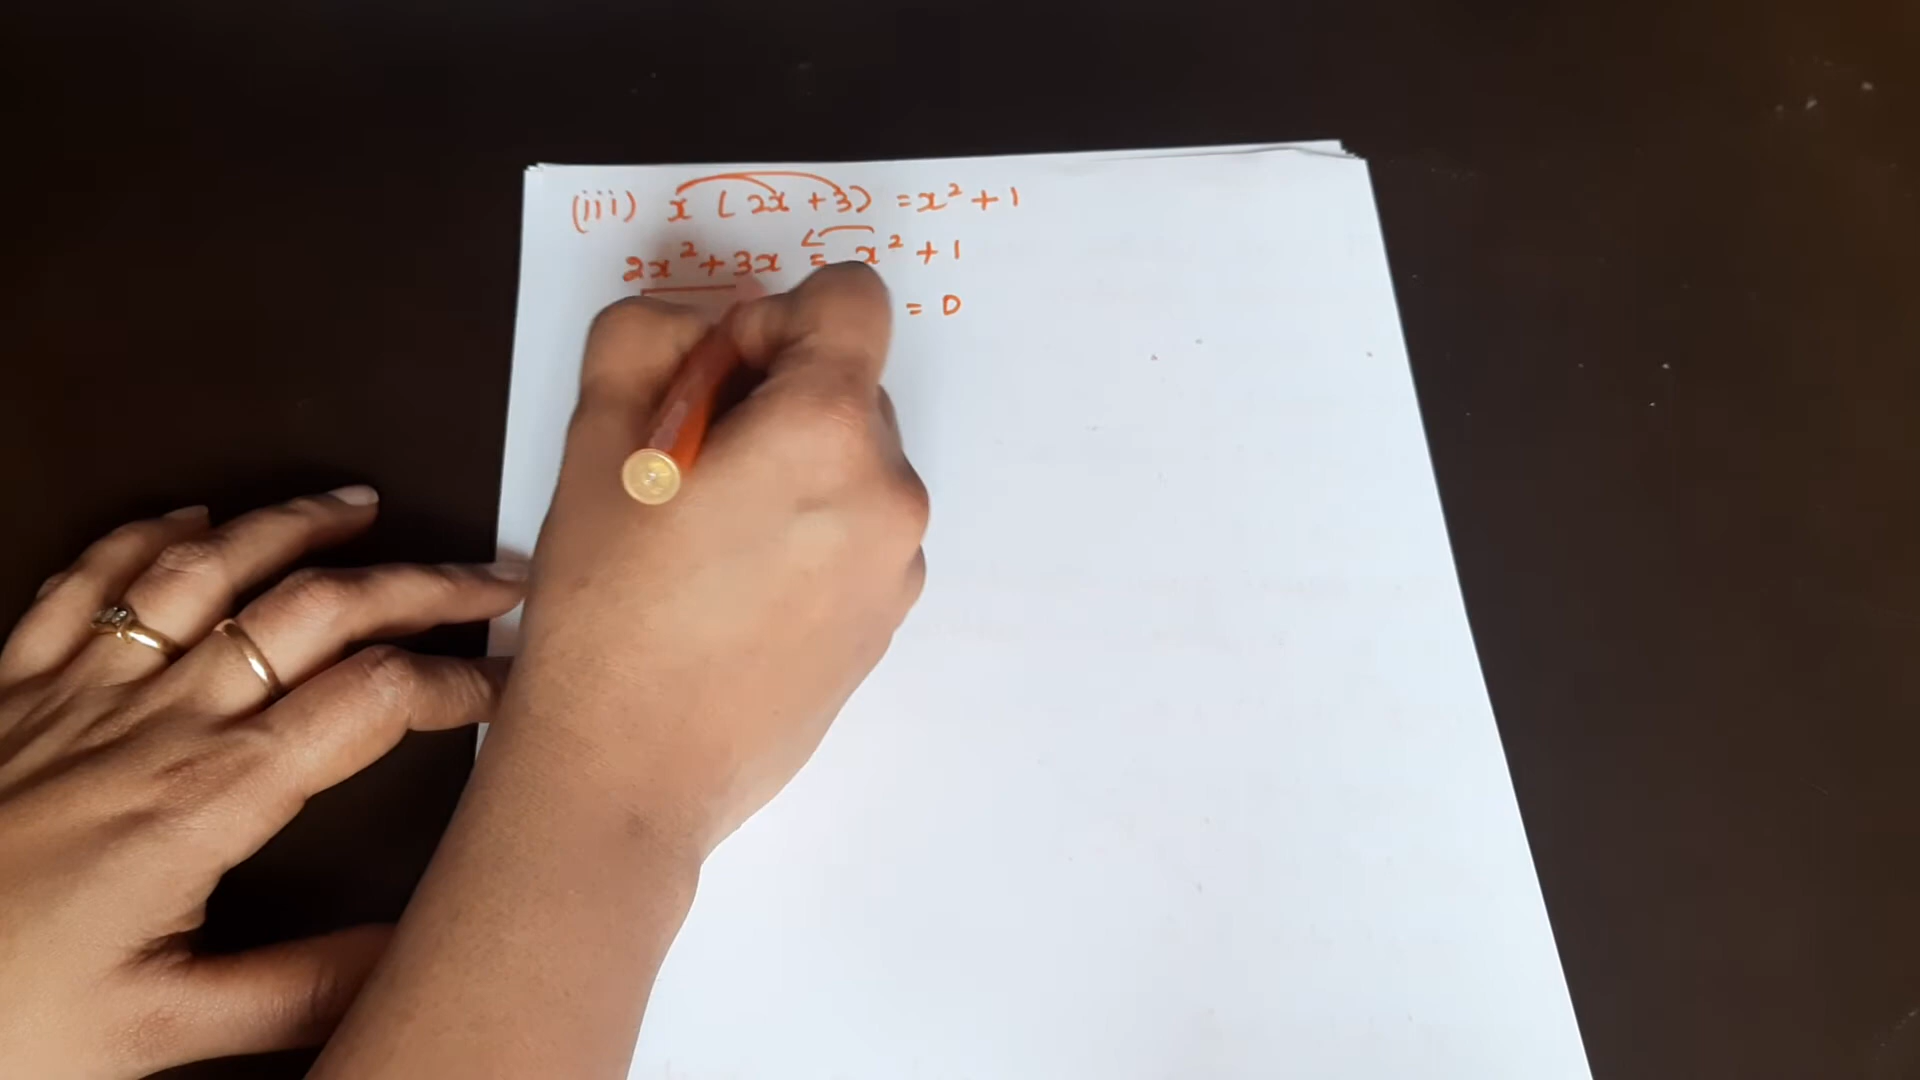 (iii) x (2x + 3) = x² + 1
2x² + 3x = x² + 1
= 0